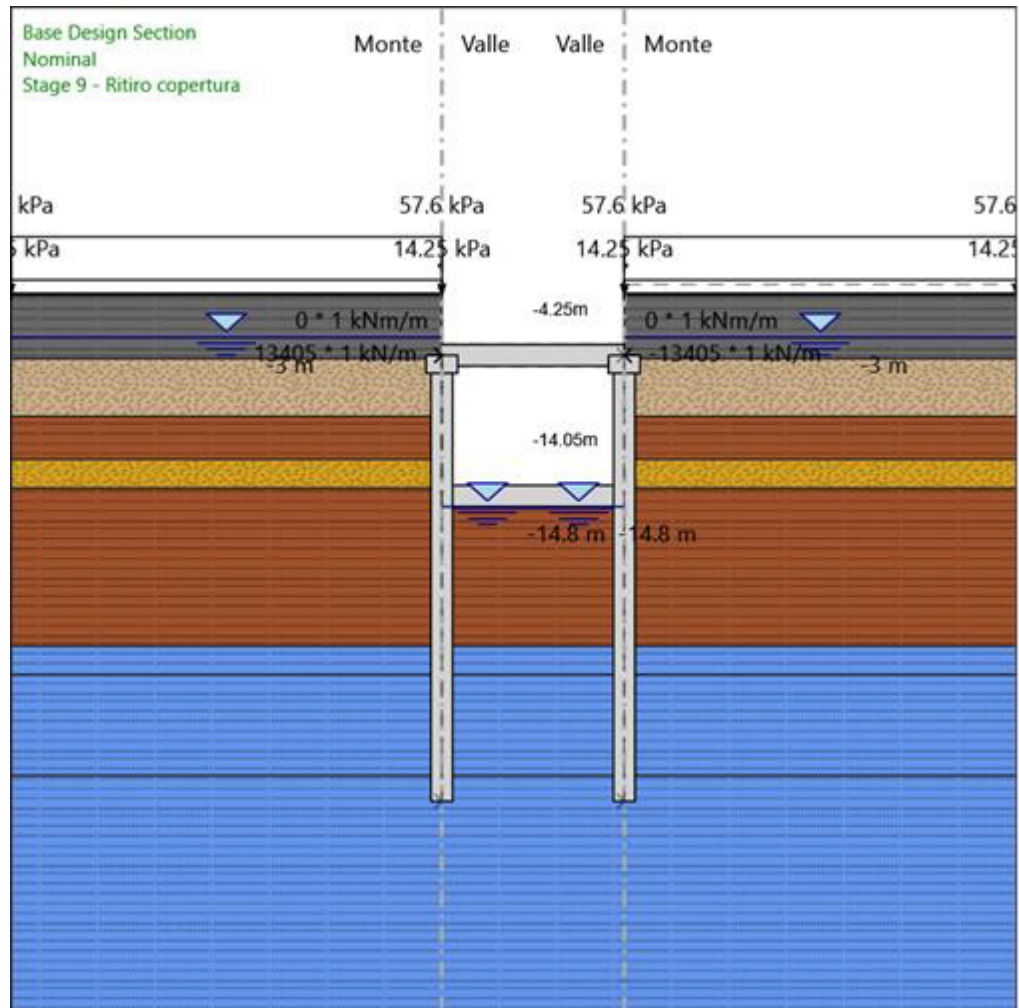 Base Design Section
Nominal
Stage 9 - Ritiro copertura
Monte Valle Valle Monte
kPa 57.6 kPa 57.6 kPa 57.6
5 kPa 14.25 kPa 14.25 kPa 14.25
-4.25m
0 * 1 kNm/m 0 * 1 kNm/m
13405 * 1 kN/m -13405 * 1 kN/m
-3 m -3 m
-14.05m
-14.8 m -14.8 m